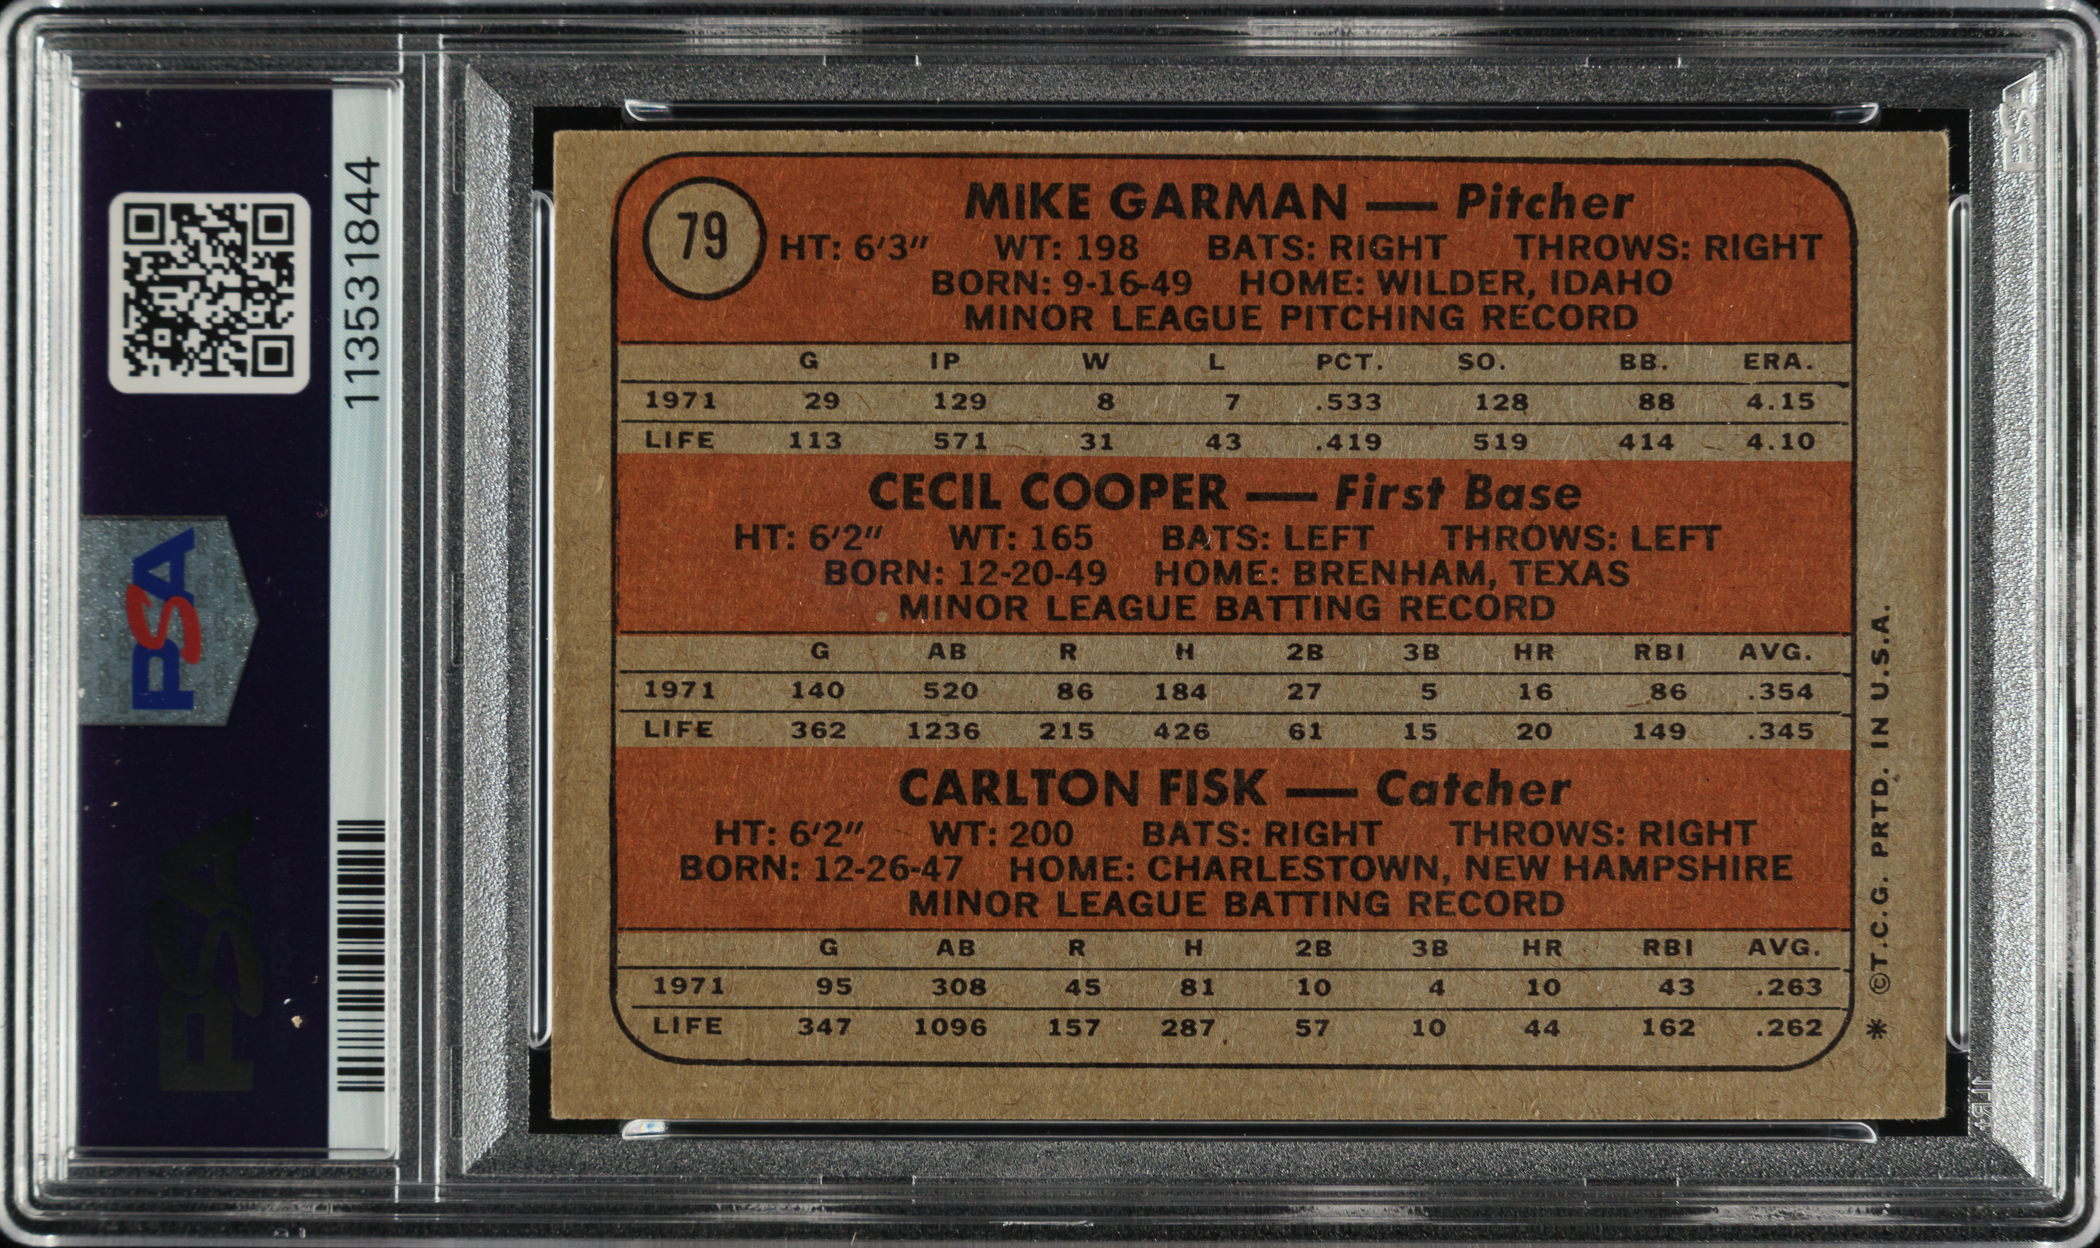 113531844
PSA
PSA
PSA
79
MIKE GARMAN — Pitcher
HT: 6'3" WT: 198 BATS: RIGHT THROWS: RIGHT
BORN: 9-16-49 HOME: WILDER, IDAHO
MINOR LEAGUE PITCHING RECORD
G IP W L PCT. SO. BB. ERA.
1971 29 129 8 7 .533 128 88 4.15
LIFE 113 571 31 43 .419 519 414 4.10
CECIL COOPER — First Base
HT: 6'2" WT: 165 BATS: LEFT THROWS: LEFT
BORN: 12-20-49 HOME: BRENHAM, TEXAS
MINOR LEAGUE BATTING RECORD
G AB R H 2B 3B HR RBI AVG.
1971 140 520 86 184 27 5 16 86 .354
LIFE 362 1236 215 426 61 15 20 149 .345
CARLTON FISK — Catcher
HT: 6'2" WT: 200 BATS: RIGHT THROWS: RIGHT
BORN: 12-26-47 HOME: CHARLESTOWN, NEW HAMPSHIRE
MINOR LEAGUE BATTING RECORD
G AB R H 2B 3B HR RBI AVG.
1971 95 308 45 81 10 4 10 43 .263
LIFE 347 1096 157 287 57 10 44 162 .262
* ©T.C.G. PRTD. IN U.S.A.